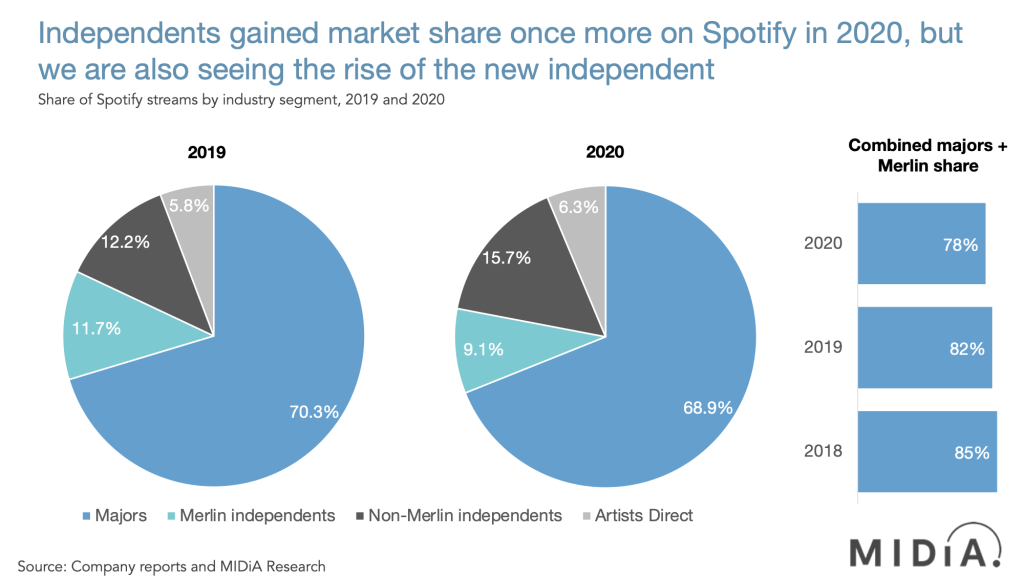 Independents gained market share once more on Spotify in 2020, but
we are also seeing the rise of the new independent
Share of Spotify streams by industry segment, 2019 and 2020
2019
5.8%
12.2%
11.7%
70.3%
2020
6.3%
15.7%
9.1%
68.9%
Combined majors +
Merlin share
2020 78%
2019 82%
2018 85%
Majors Merlin independents Non-Merlin independents Artists Direct
Source: Company reports and MIDiA Research
MIDiA.